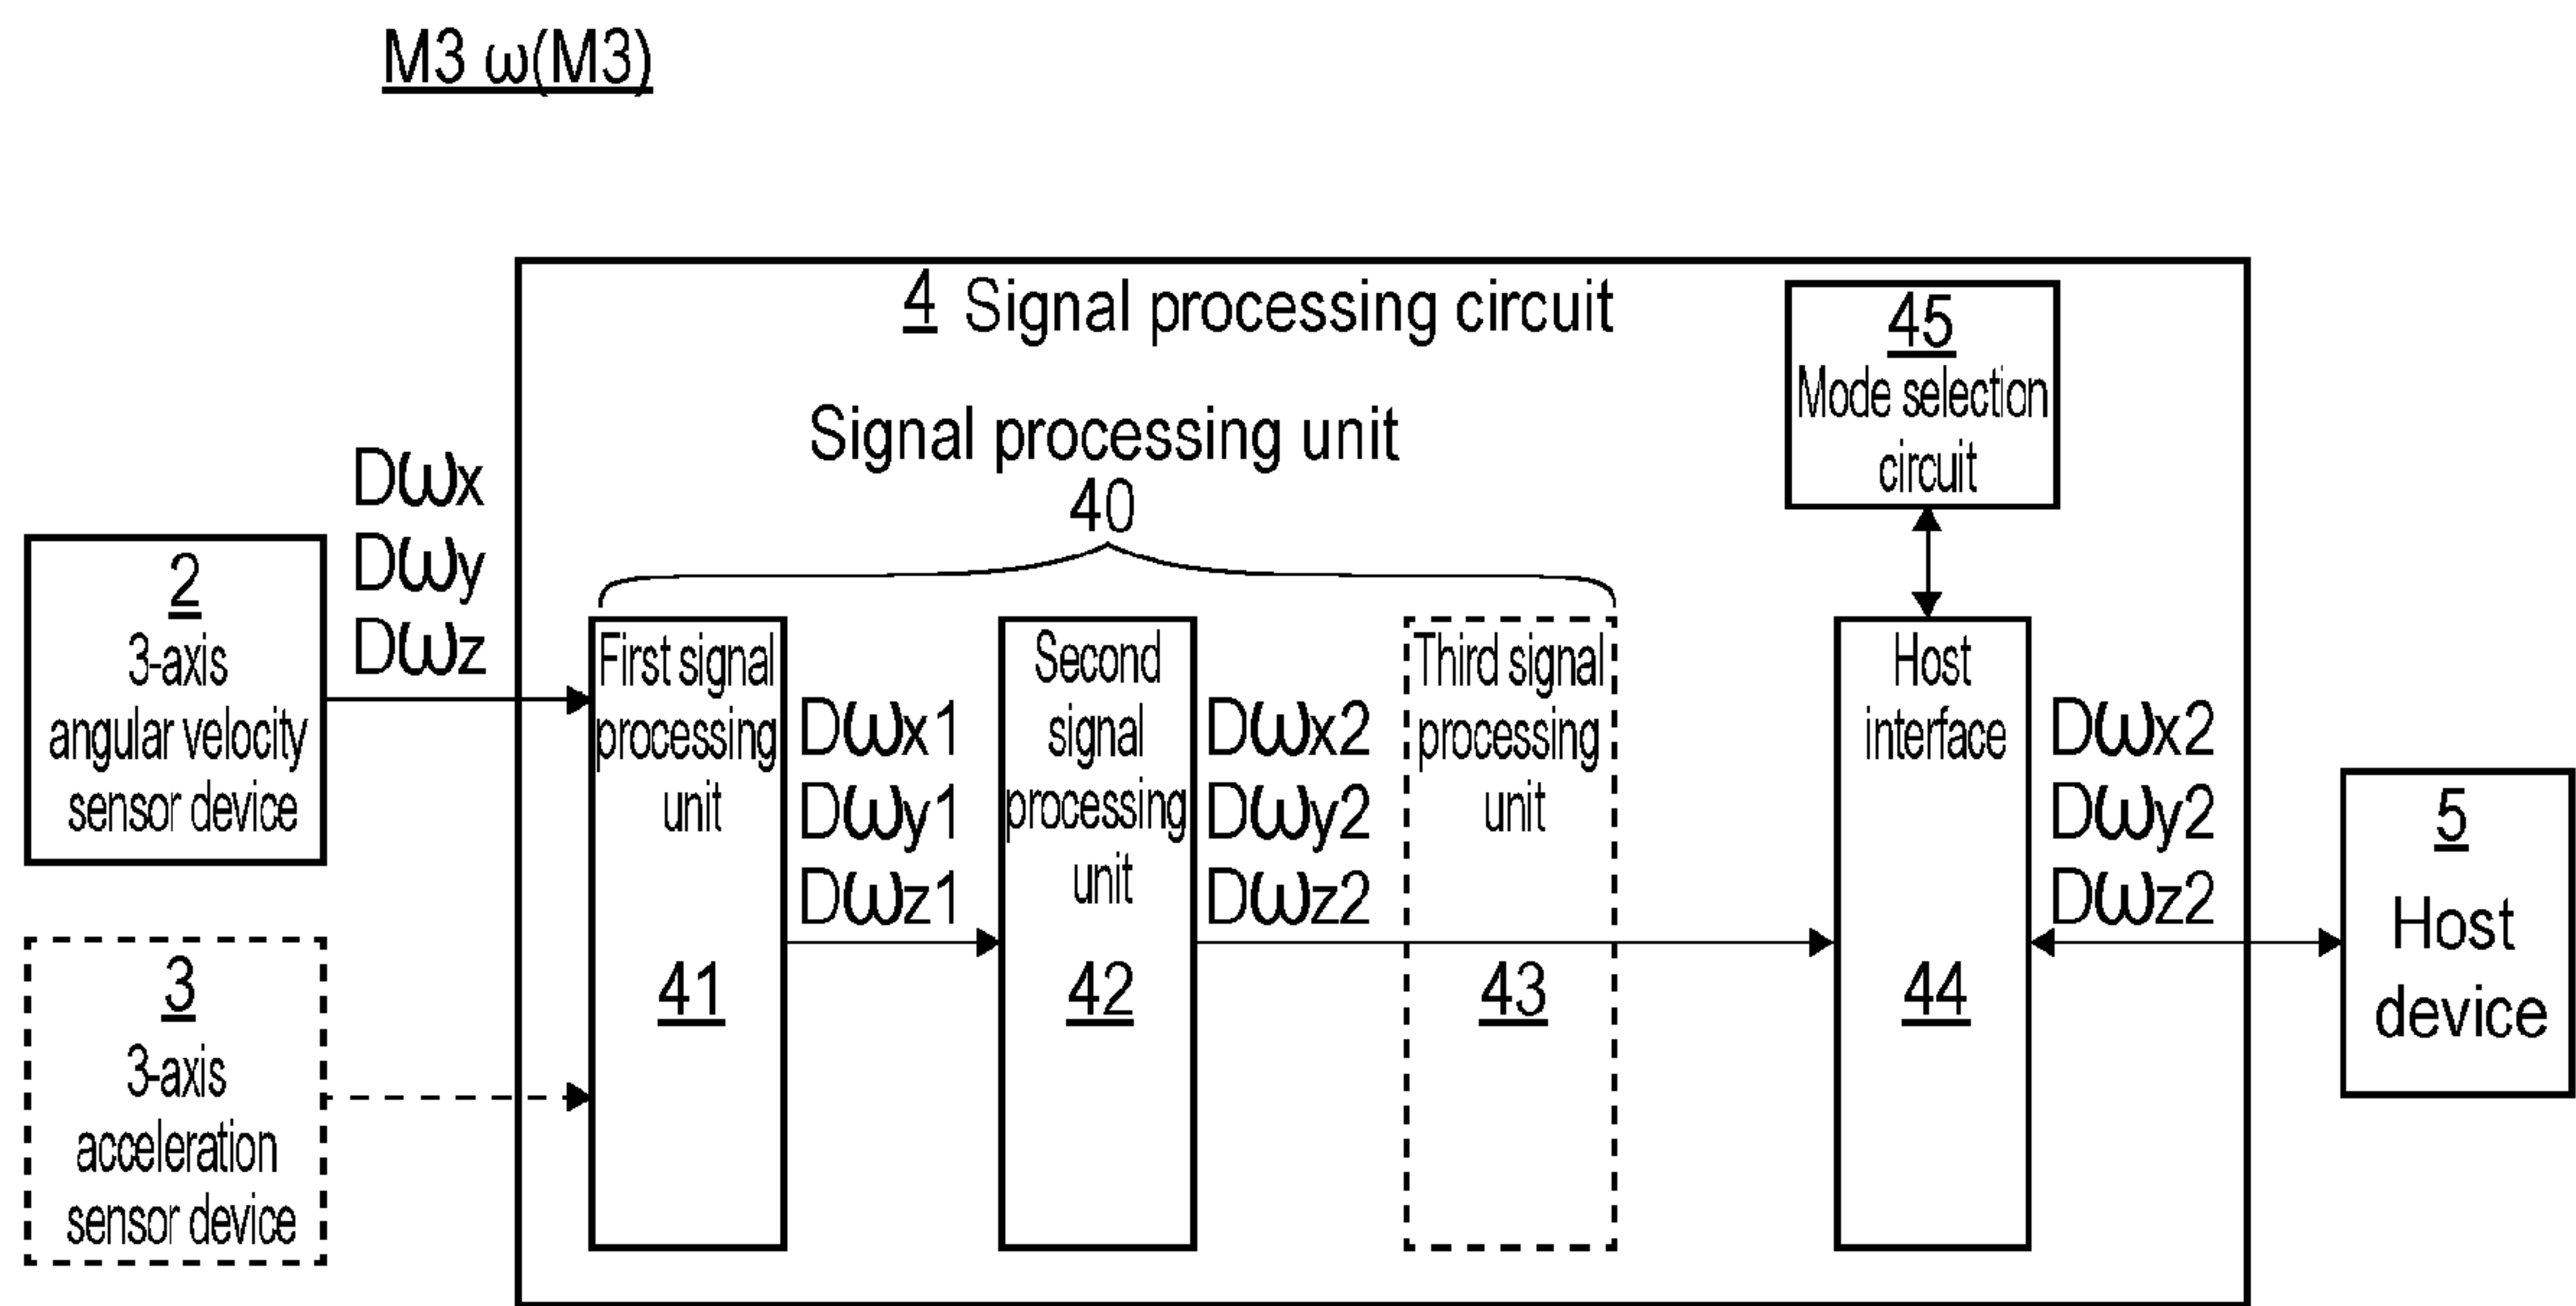 M3 ω(M3)
4 Signal processing circuit
Signal processing unit
40
45
Mode selection
circuit
Dωx
Dωy
Dωz
2
3-axis
angular velocity
sensor device
3
3-axis
acceleration
sensor device
First signal
processing
unit
41
Dωx1
Dωy1
Dωz1
Second
signal
processing
unit
42
Dωx2
Dωy2
Dωz2
Third signal
processing
unit
43
Host
interface
44
Dωx2
Dωy2
Dωz2
5
Host
device